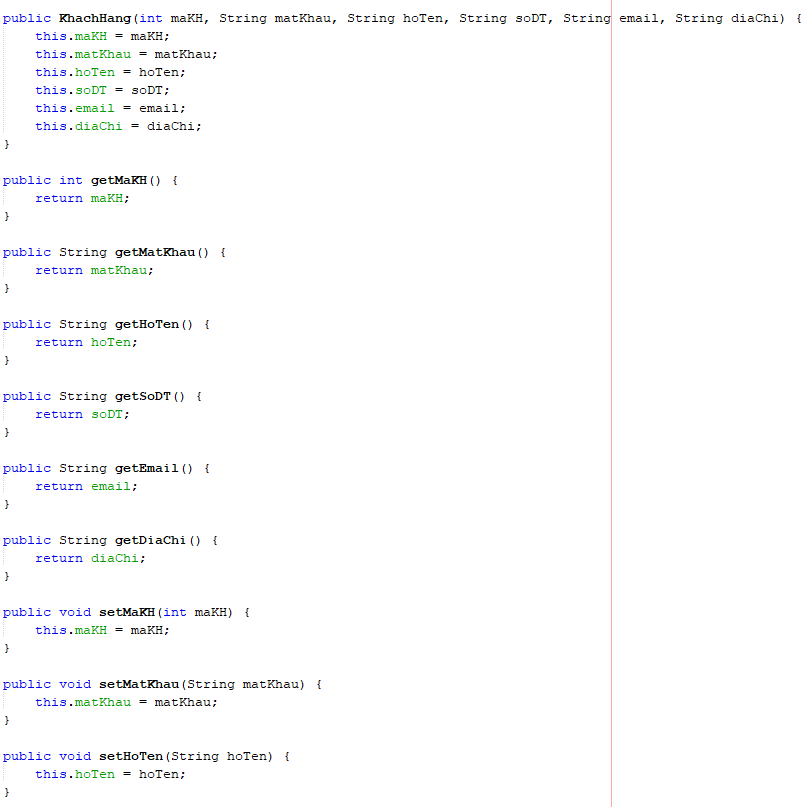 public KhachHang(int maKH, String matKhau, String hoTen, String soDT, String email, String diaChi) {
    this.maKH = maKH;
    this.matKhau = matKhau;
    this.hoTen = hoTen;
    this.soDT = soDT;
    this.email = email;
    this.diaChi = diaChi;
}

public int getMaKH() {
    return maKH;
}

public String getMatKhau() {
    return matKhau;
}

public String getHoTen() {
    return hoTen;
}

public String getSoDT() {
    return soDT;
}

public String getEmail() {
    return email;
}

public String getDiaChi() {
    return diaChi;
}

public void setMaKH(int maKH) {
    this.maKH = maKH;
}

public void setMatKhau(String matKhau) {
    this.matKhau = matKhau;
}

public void setHoTen(String hoTen) {
    this.hoTen = hoTen;
}